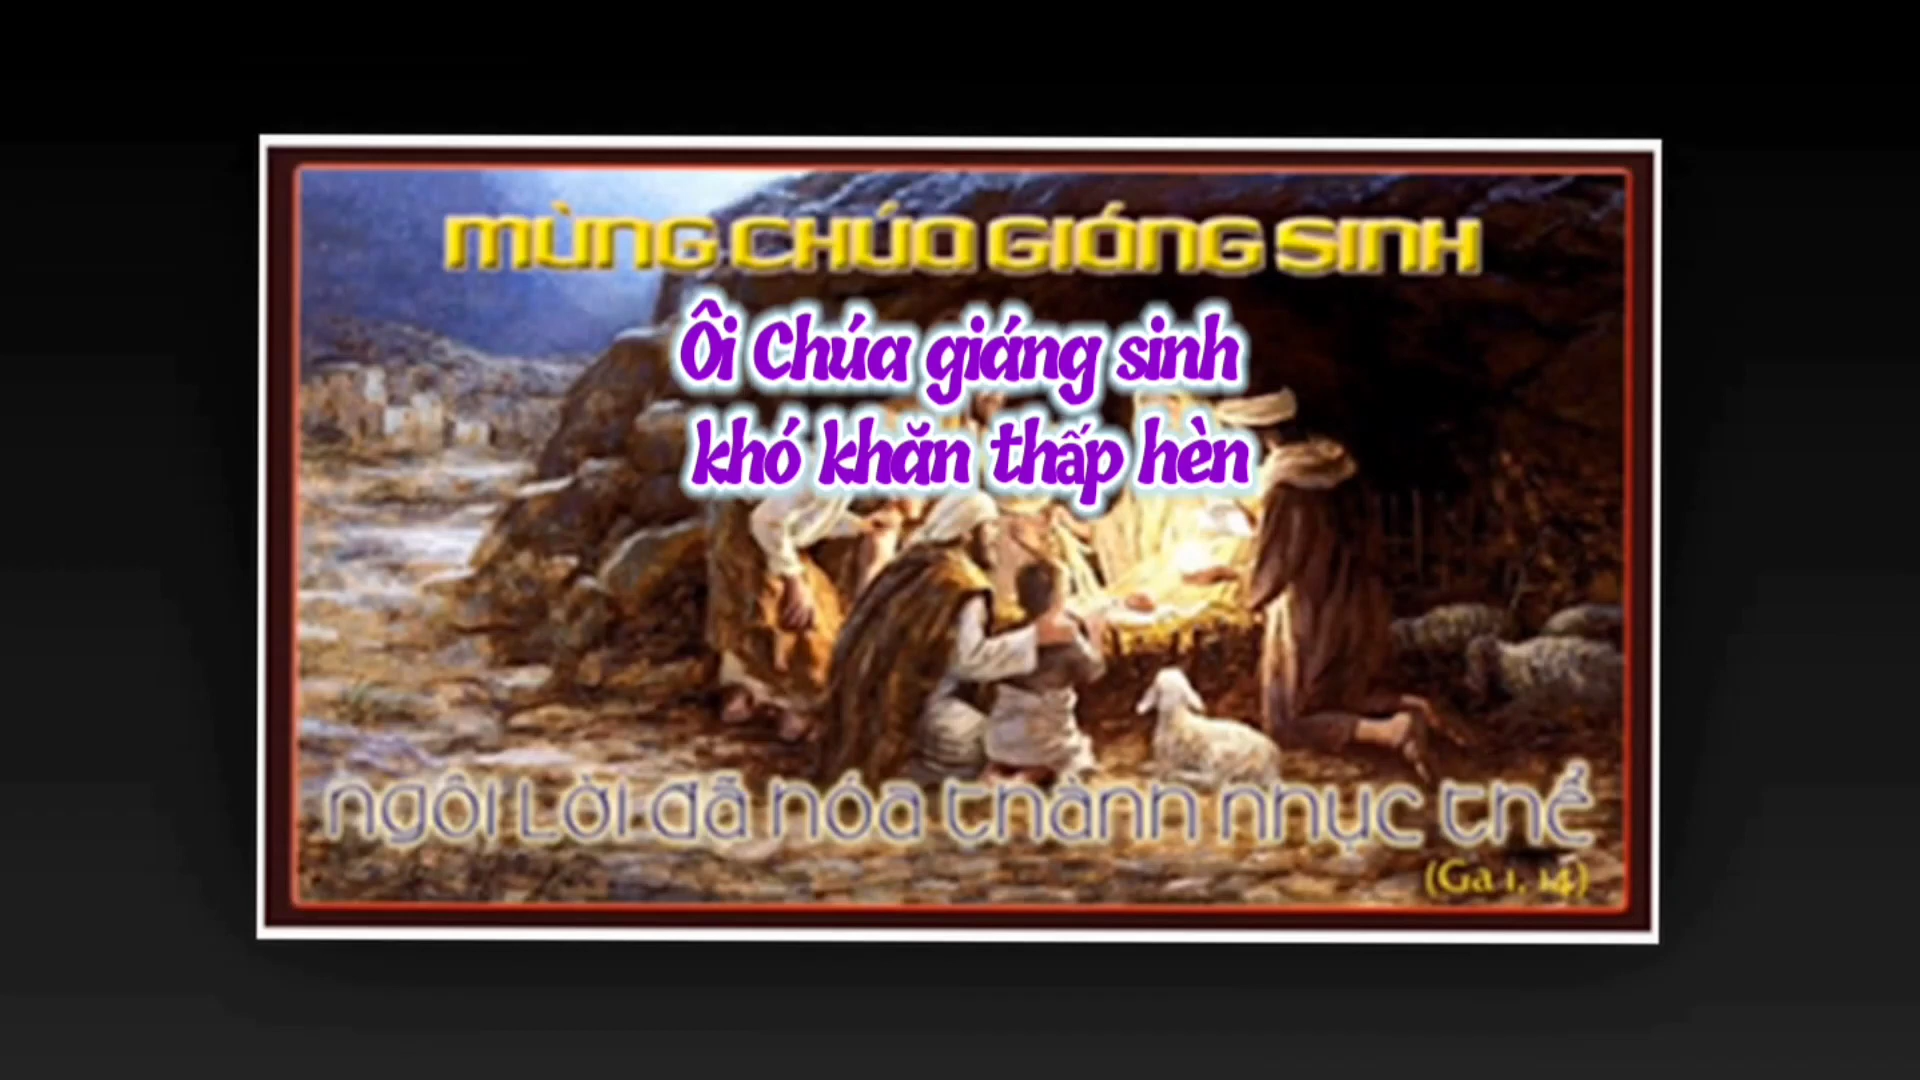 MÙNG CHÚA GIÁNG SINH
Ôi Chúa giáng sinh
khó khăn thấp hèn
Ngôi Lời đã hóa thành nhục thể
(Ga 1, 14)